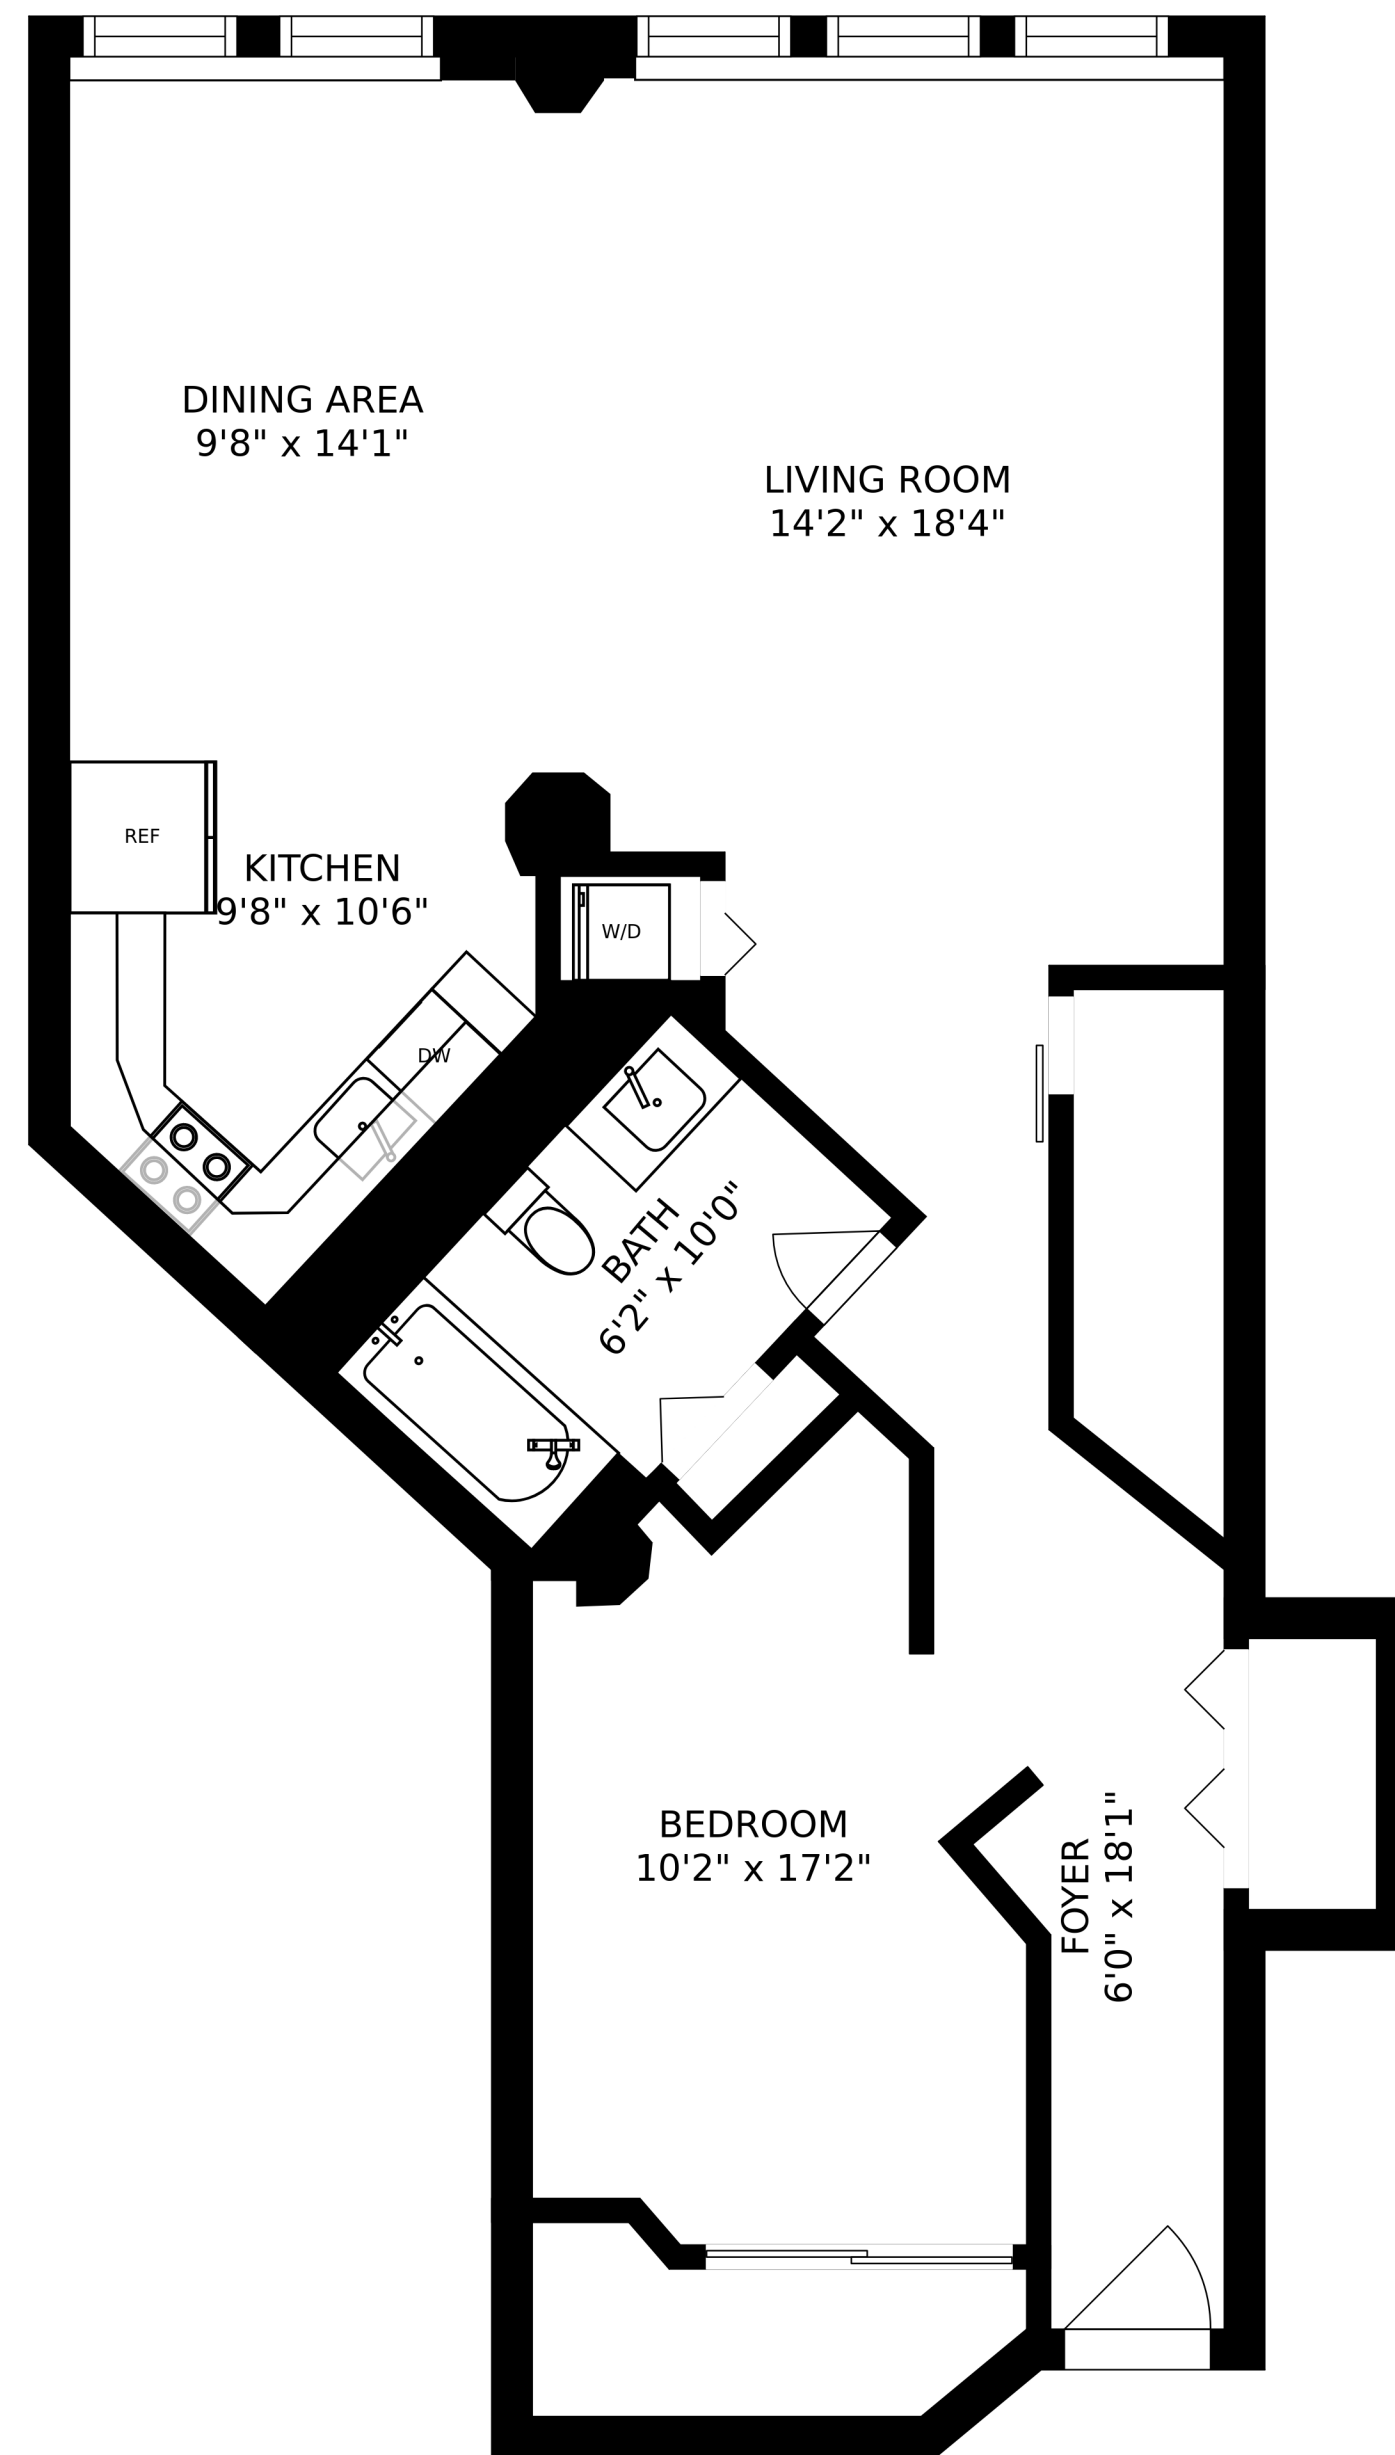 DINING AREA
9'8" x 14'1"
LIVING ROOM
14'2" x 18'4"
REF
KITCHEN
9'8" x 10'6"
W/D
DW
BATH
6'2" x 10'0"
BEDROOM
10'2" x 17'2"
FOYER
6'0" x 18'1"